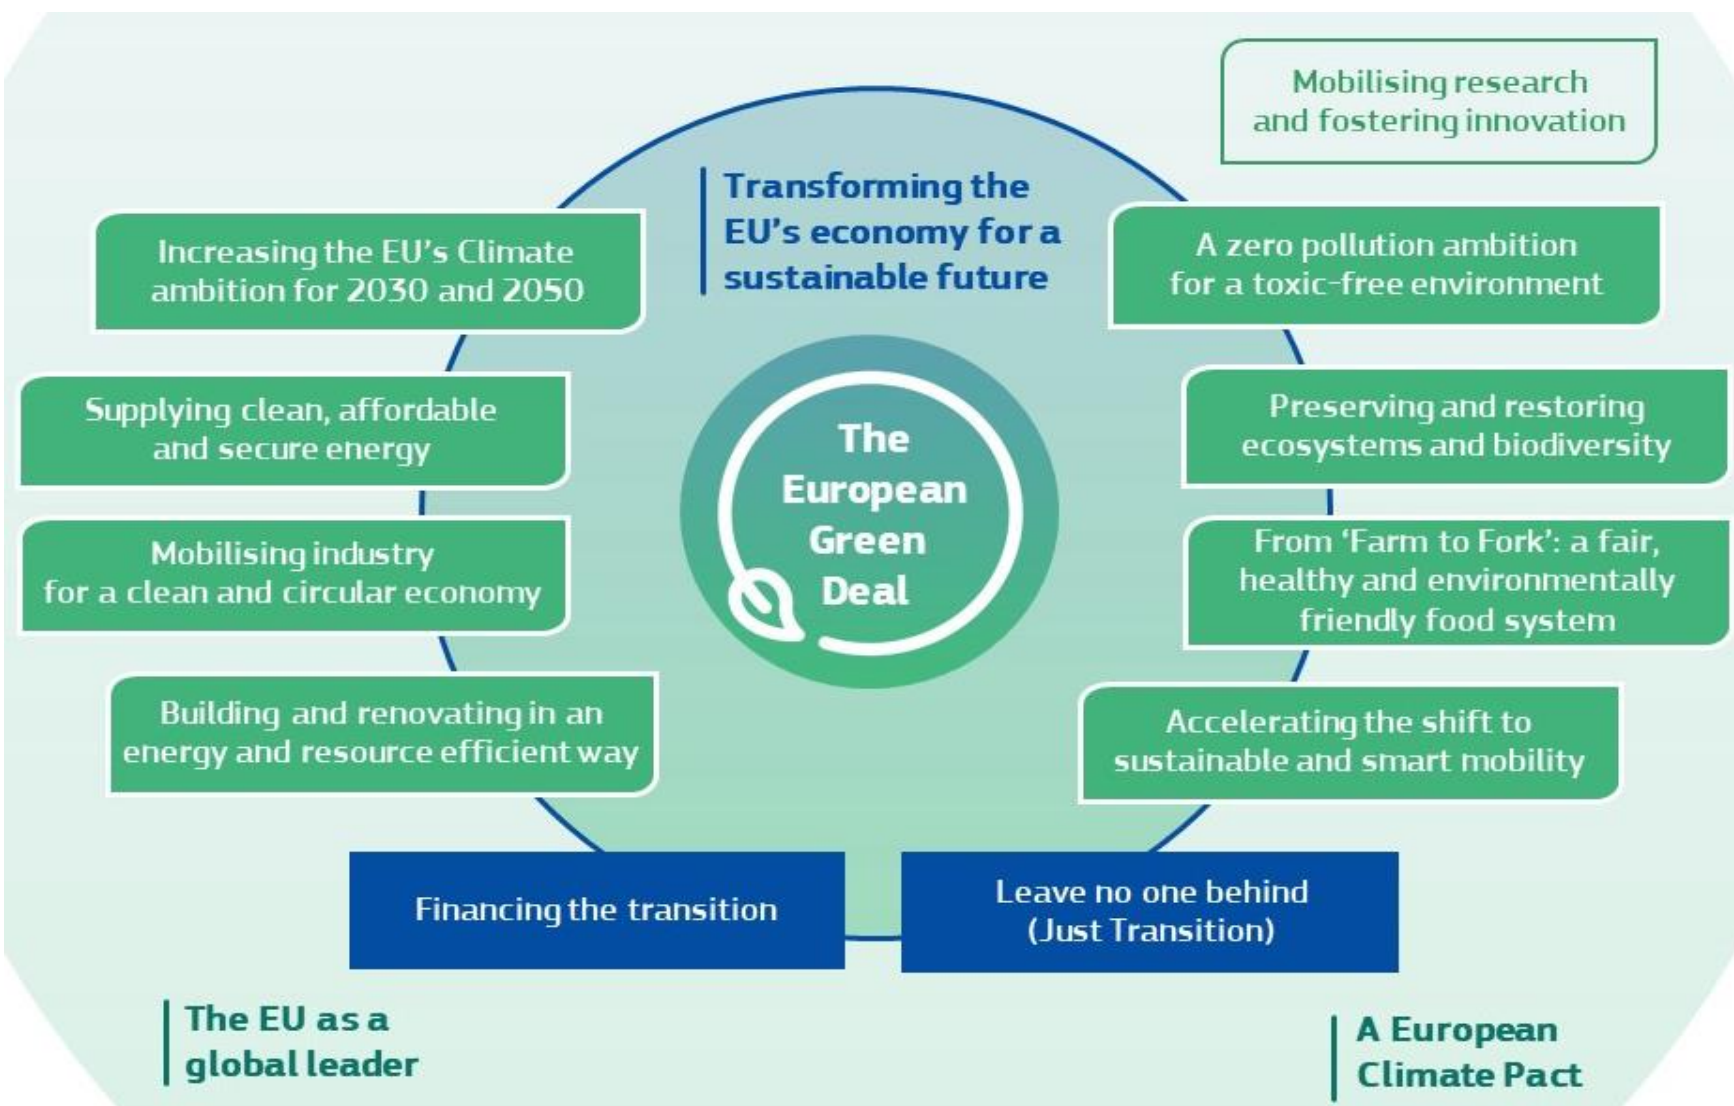 Mobilising research
and fostering innovation
Transforming the
EU’s economy for a
sustainable future
Increasing the EU’s Climate
ambition for 2030 and 2050
A zero pollution ambition
for a toxic-free environment
Supplying clean, affordable
and secure energy
Preserving and restoring
ecosystems and biodiversity
The
European
Green
Deal
Mobilising industry
for a clean and circular economy
From ‘Farm to Fork’: a fair,
healthy and environmentally
friendly food system
Building and renovating in an
energy and resource efficient way
Accelerating the shift to
sustainable and smart mobility
Financing the transition
Leave no one behind
(Just Transition)
The EU as a
global leader
A European
Climate Pact